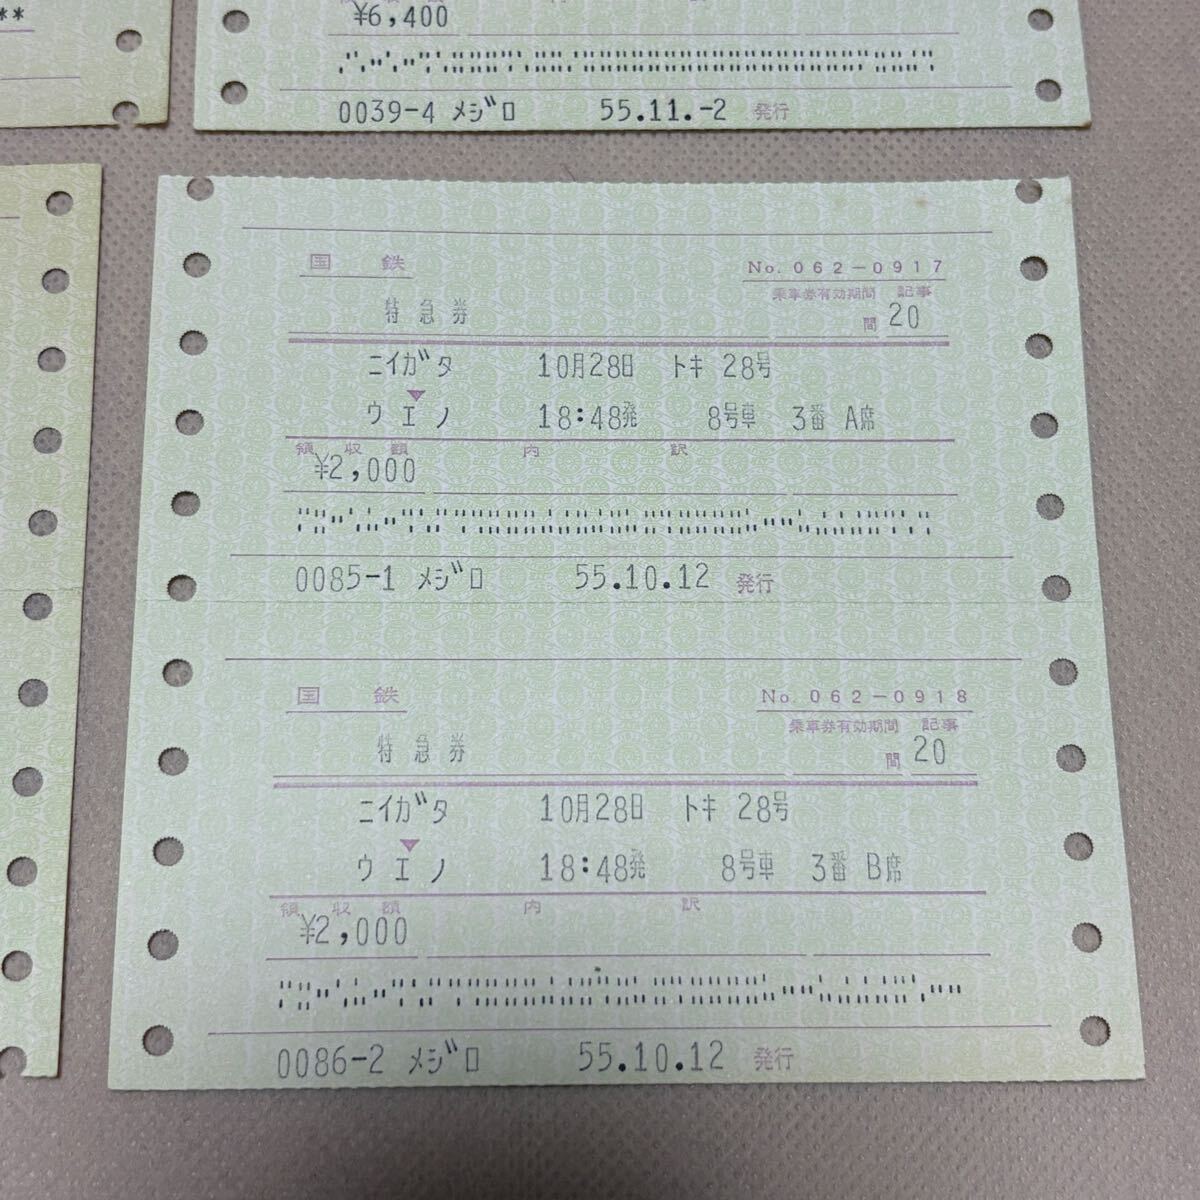 **
¥6,400
0039-4 メジロ 55.11.-2 発行
国 鉄 No. 062-0917
乗車券有効期間 記事
特急券 間 20
ニイガタ 10月28日 トキ 28号
ウエノ 18:48発 8号車 3番 A席
領収額 内 訳
¥2,000
0085-1 メジロ 55.10.12 発行
国 鉄 No. 062-0918
乗車券有効期間 記事
特急券 間 20
ニイガタ 10月28日 トキ 28号
ウエノ 18:48発 8号車 3番 B席
領収額 内 訳
¥2,000
0086-2 メジロ 55.10.12 発行